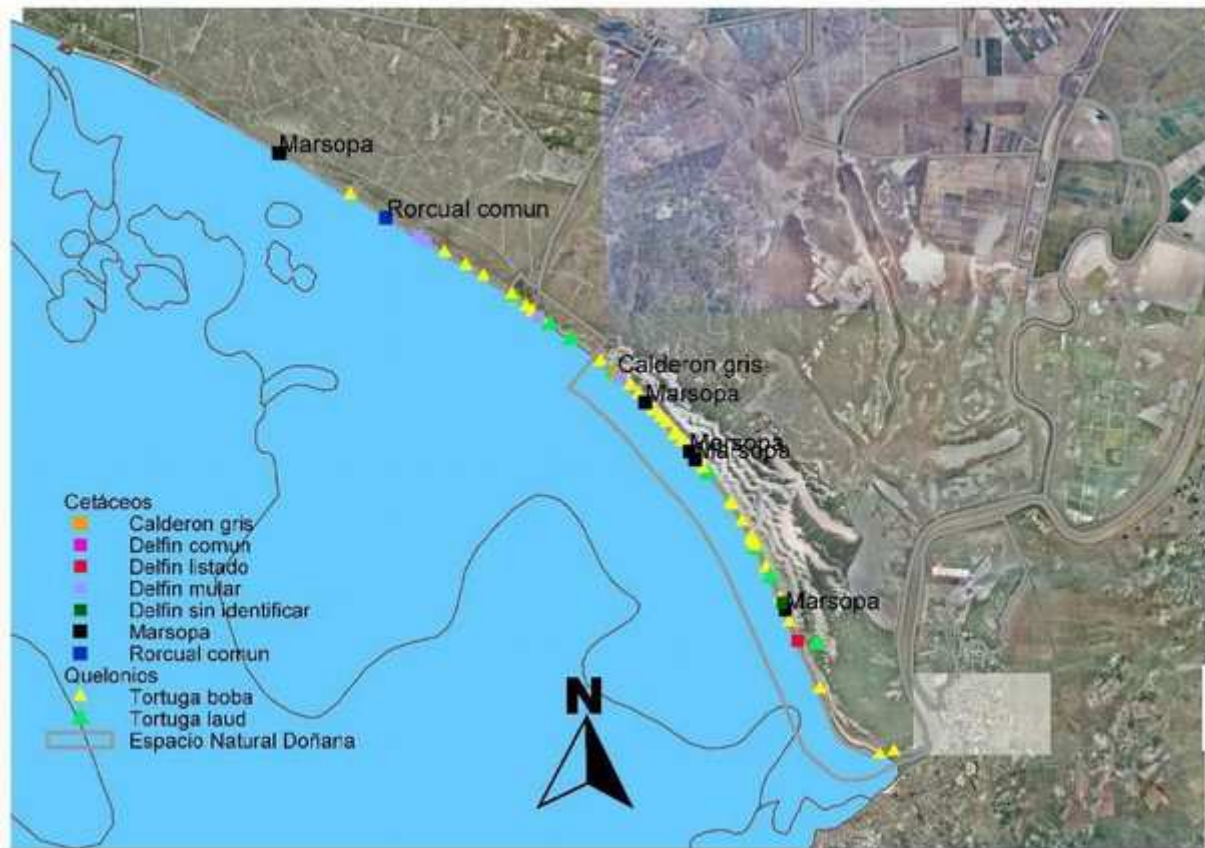 Marsopa
Rorcual comun
Calderon gris
Marsopa
Marsopa
Marsopa
Marsopa
Cetáceos
Calderon gris
Delfin comun
Delfin listado
Delfin mular
Delfin sin identificar
Marsopa
Rorcual comun
Quelonios
Tortuga boba
Tortuga laud
Espacio Natural Doñana
N